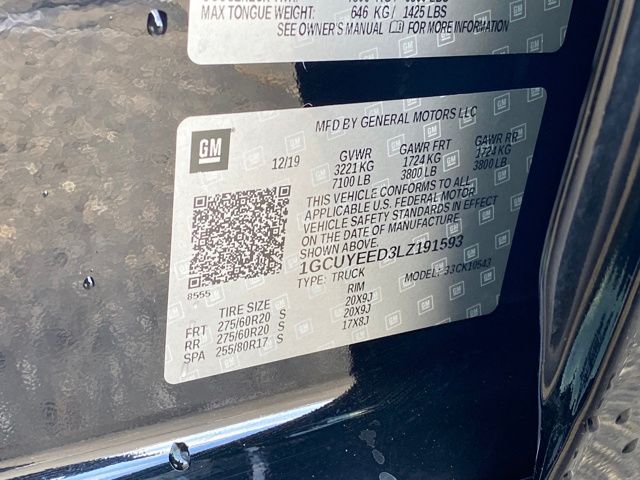 MAX TONGUE WEIGHT: 646 KG/ 1425 LBS
SEE OWNER'S MANUAL FOR MORE INFORMATION
GM
MFD BY GENERAL MOTORS LLC
12/19
GVWR GAWR FRT GAWR RR
3221 KG 1724 KG 1724 KG
7100 LB 3800 LB 3800 LB
THIS VEHICLE CONFORMS TO ALL
APPLICABLE U.S. FEDERAL MOTOR
VEHICLE SAFETY STANDARDS IN EFFECT
ON THE DATE OF MANUFACTURE
SHOWN ABOVE.
1GCUYEED3LZ191593
TYPE: TRUCK MODEL: 33CK10543
8555
TIRE SIZE RIM
FRT 275/60R20 S 20X9J
RR 275/60R20 S 20X9J
SPA 255/80R17 S 17X8J